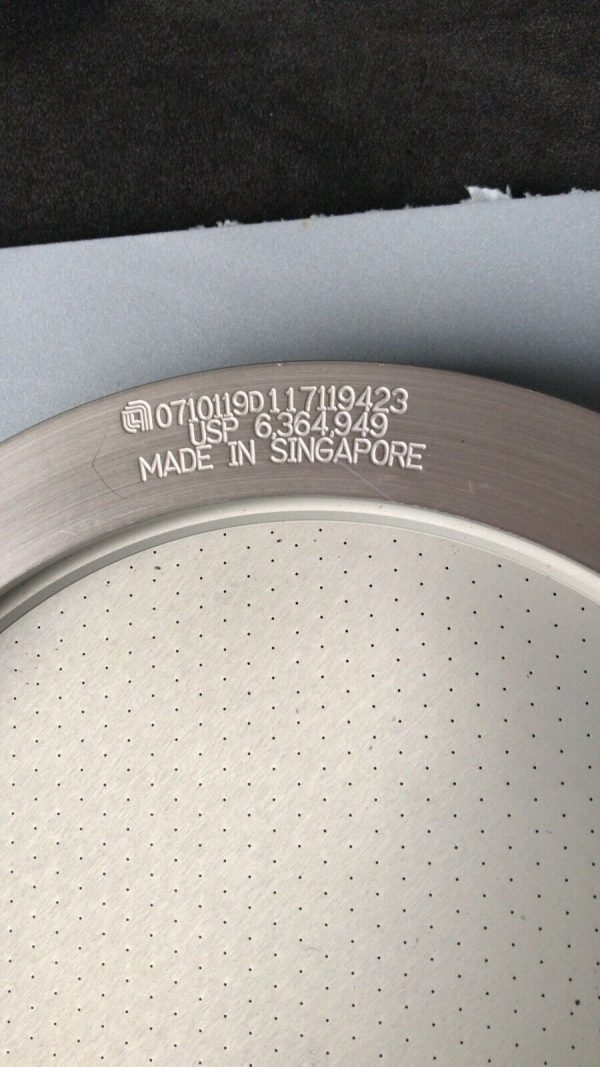 0710119D117119423
USP 6,364,949
MADE IN SINGAPORE